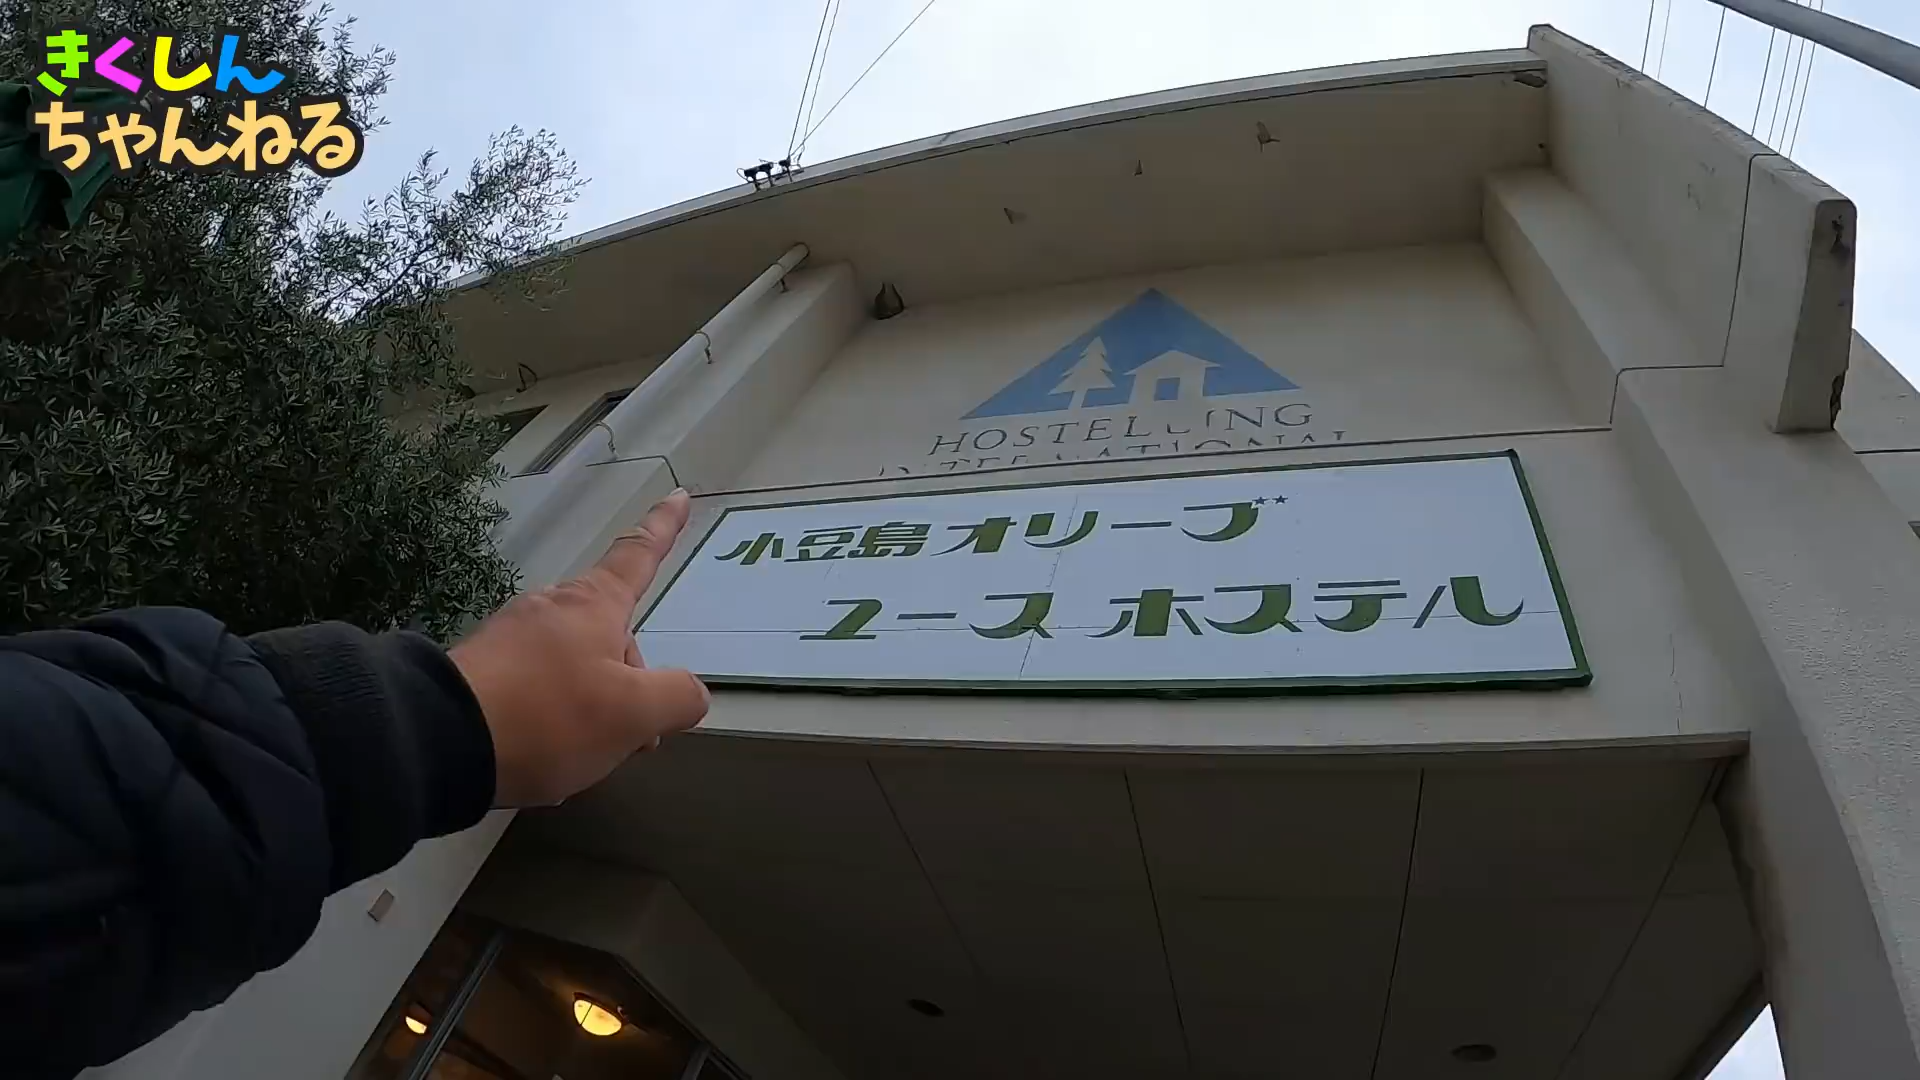 きくしん
ちゃんねる
HOSTELLING
INTERNATIONAL
小豆島オリーブ
ユース ホステル